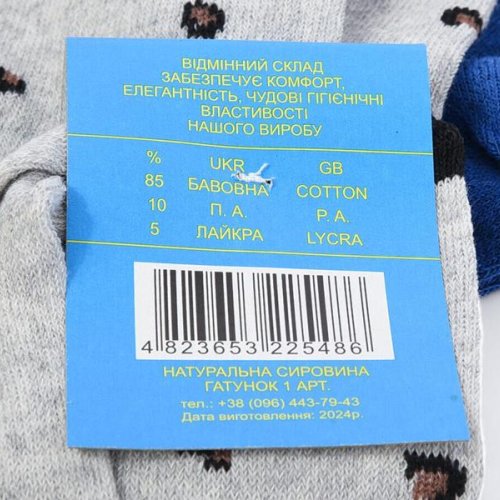 ВІДМІННИЙ СКЛАД
ЗАБЕЗПЕЧУЄ КОМФОРТ,
ЕЛЕГАНТНІСТЬ, ЧУДОВІ ГІГІЄНІЧНІ
ВЛАСТИВОСТІ
НАШОГО ВИРОБУ
% UKR GB
85 БАВОВНА COTTON
10 П. А. P. A.
5 ЛАЙКРА LYCRA
4 823653 225486
НАТУРАЛЬНА СИРОВИНА
ГАТУНОК 1 АРТ.
тел.: +38 (096) 443-79-43
Дата виготовлення: 2024р.